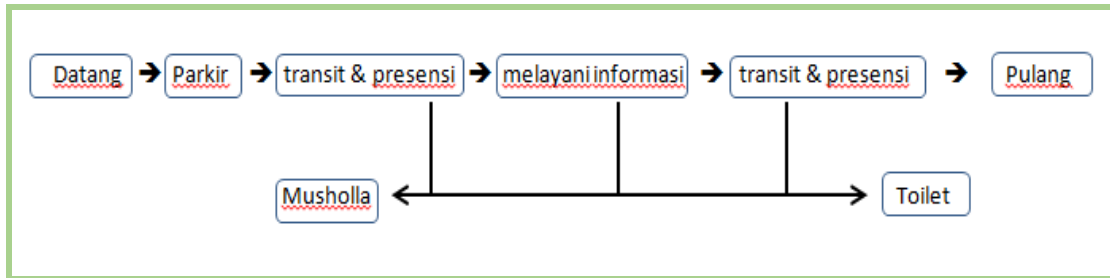 Datang → Parkir → transit & presensi → melayani informasi → transit & presensi → Pulang
Musholla Toilet